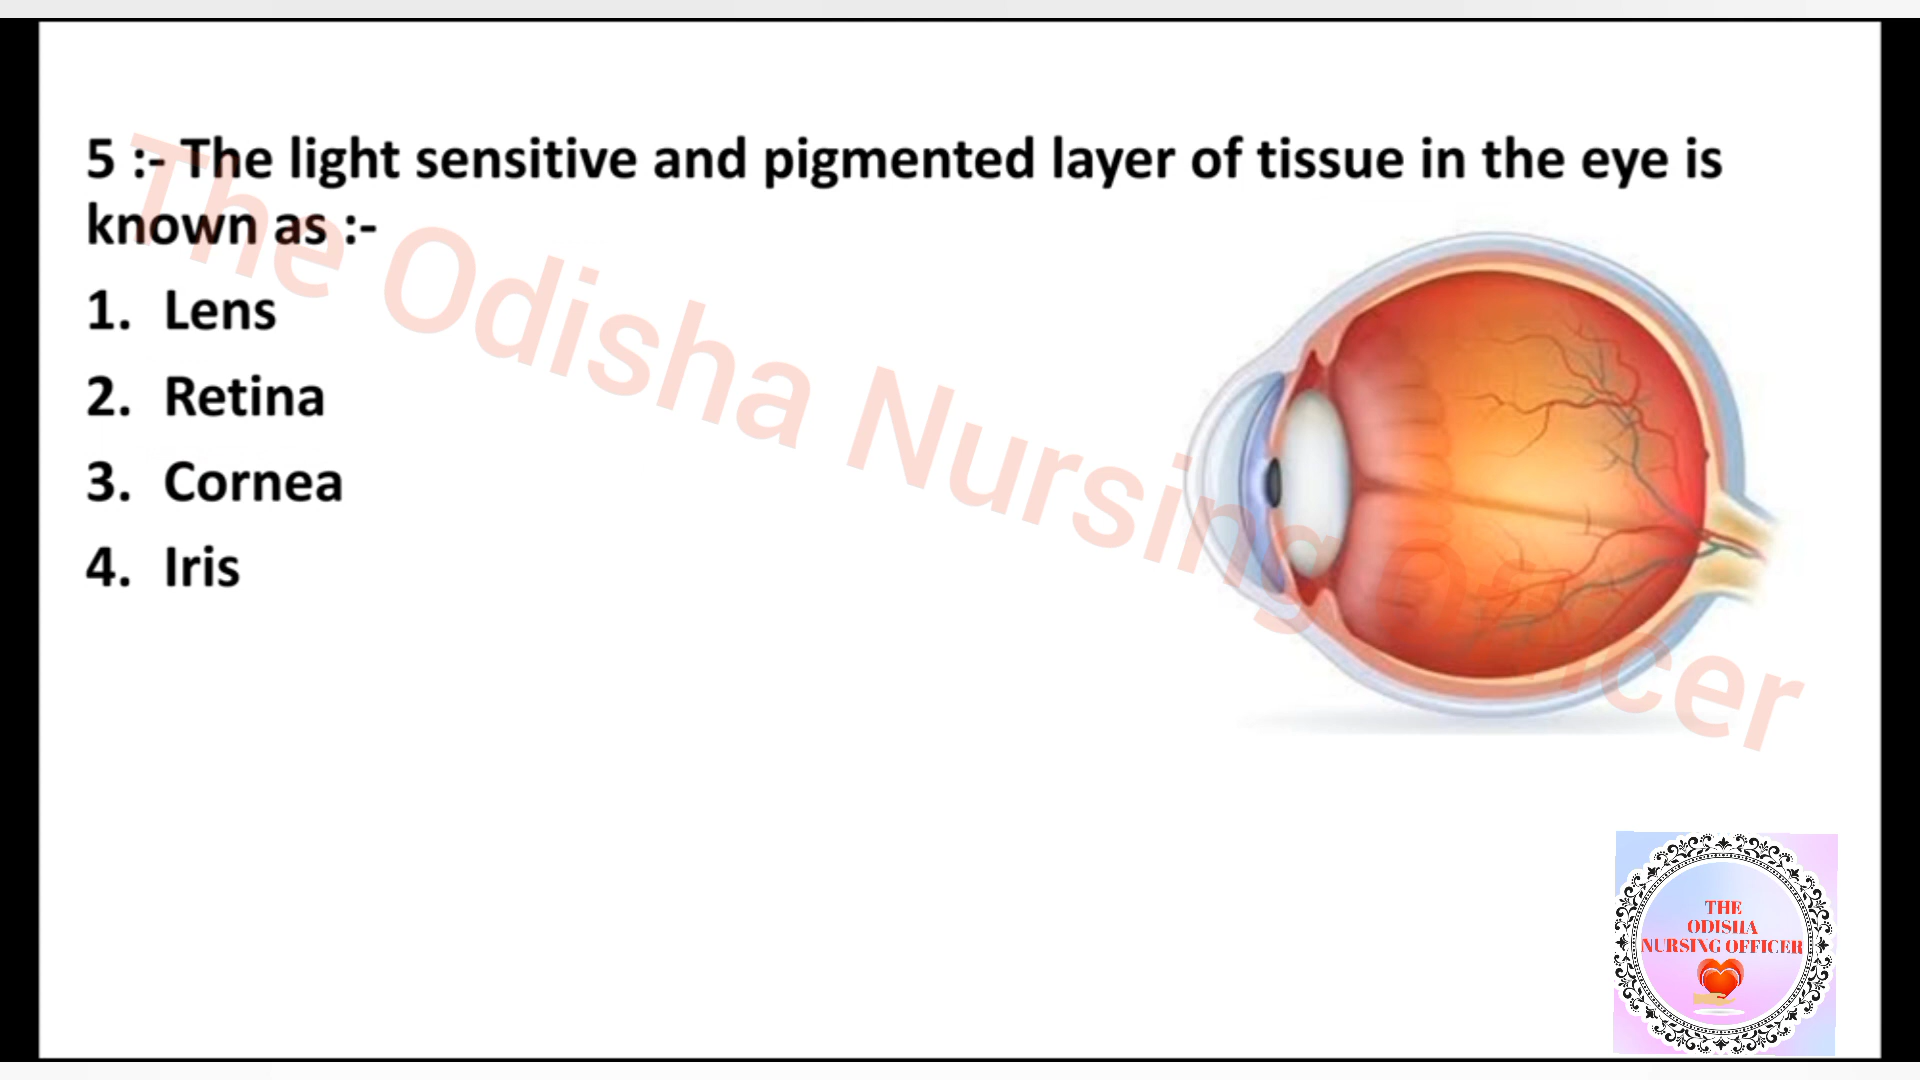 5 :- The light sensitive and pigmented layer of tissue in the eye is
known as :-
1. Lens
2. Retina
3. Cornea
4. Iris
The Odisha Nursing Officer
THE
ODISHA
NURSING OFFICER